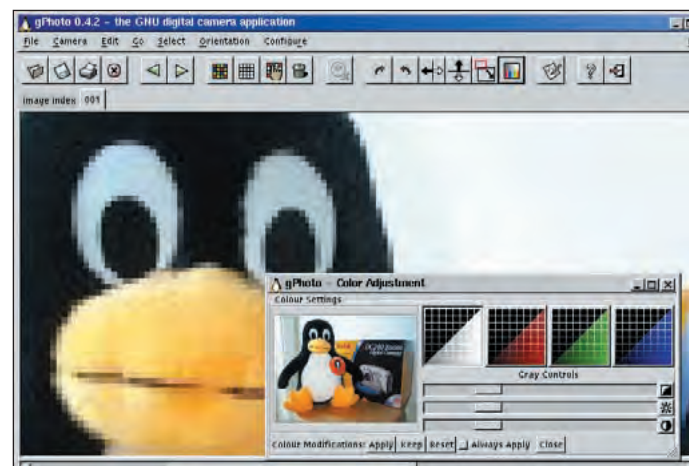 gPhoto 0.4.2 - the GNU digital camera application
File Camera Edit Go Select Orientation Configure
image index 001
gPhoto - Color Adjustment
Colour Settings
Gray Controls
Colour Modifications: Apply Keep Reset Always Apply Close